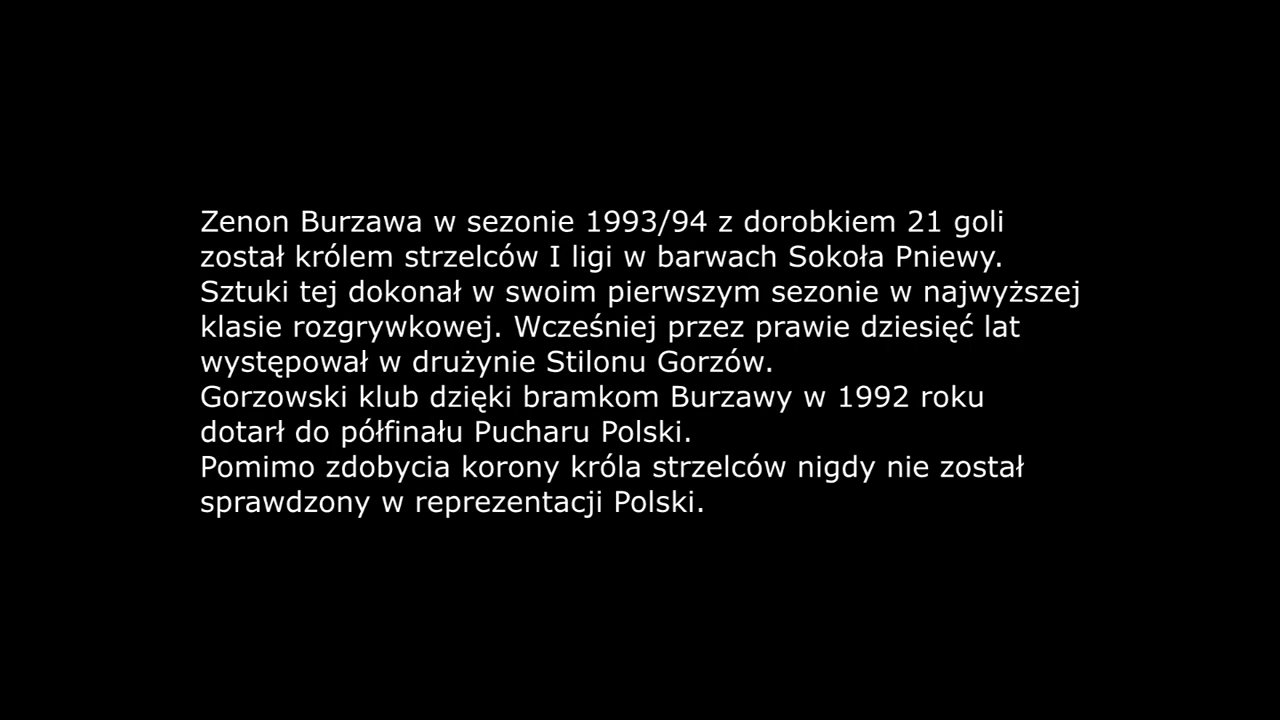 Zenon Burzawa w sezonie 1993/94 z dorobkiem 21 goli
został królem strzelców I ligi w barwach Sokoła Pniewy.
Sztuki tej dokonał w swoim pierwszym sezonie w najwyższej
klasie rozgrywkowej. Wcześniej przez prawie dziesięć lat
występował w drużynie Stilonu Gorzów.
Gorzowski klub dzięki bramkom Burzawy w 1992 roku
dotarł do półfinału Pucharu Polski.
Pomimo zdobycia korony króla strzelców nigdy nie został
sprawdzony w reprezentacji Polski.